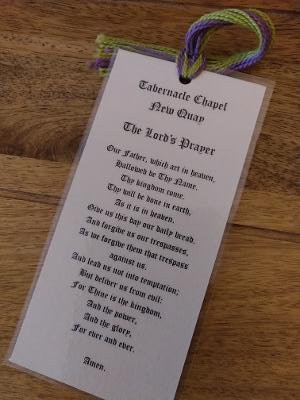 Tabernacle Chapel
New Quay
The Lord's Prayer
Our Father, which art in heaven,
Hallowed be Thy Name.
Thy kingdom come.
Thy will be done in earth,
As it is in heaven.
Give us this day our daily bread.
And forgive us our trespasses,
As we forgive them that trespass
against us.
And lead us not into temptation;
But deliver us from evil:
For Thine is the kingdom,
And the power,
And the glory,
For ever and ever.
Amen.